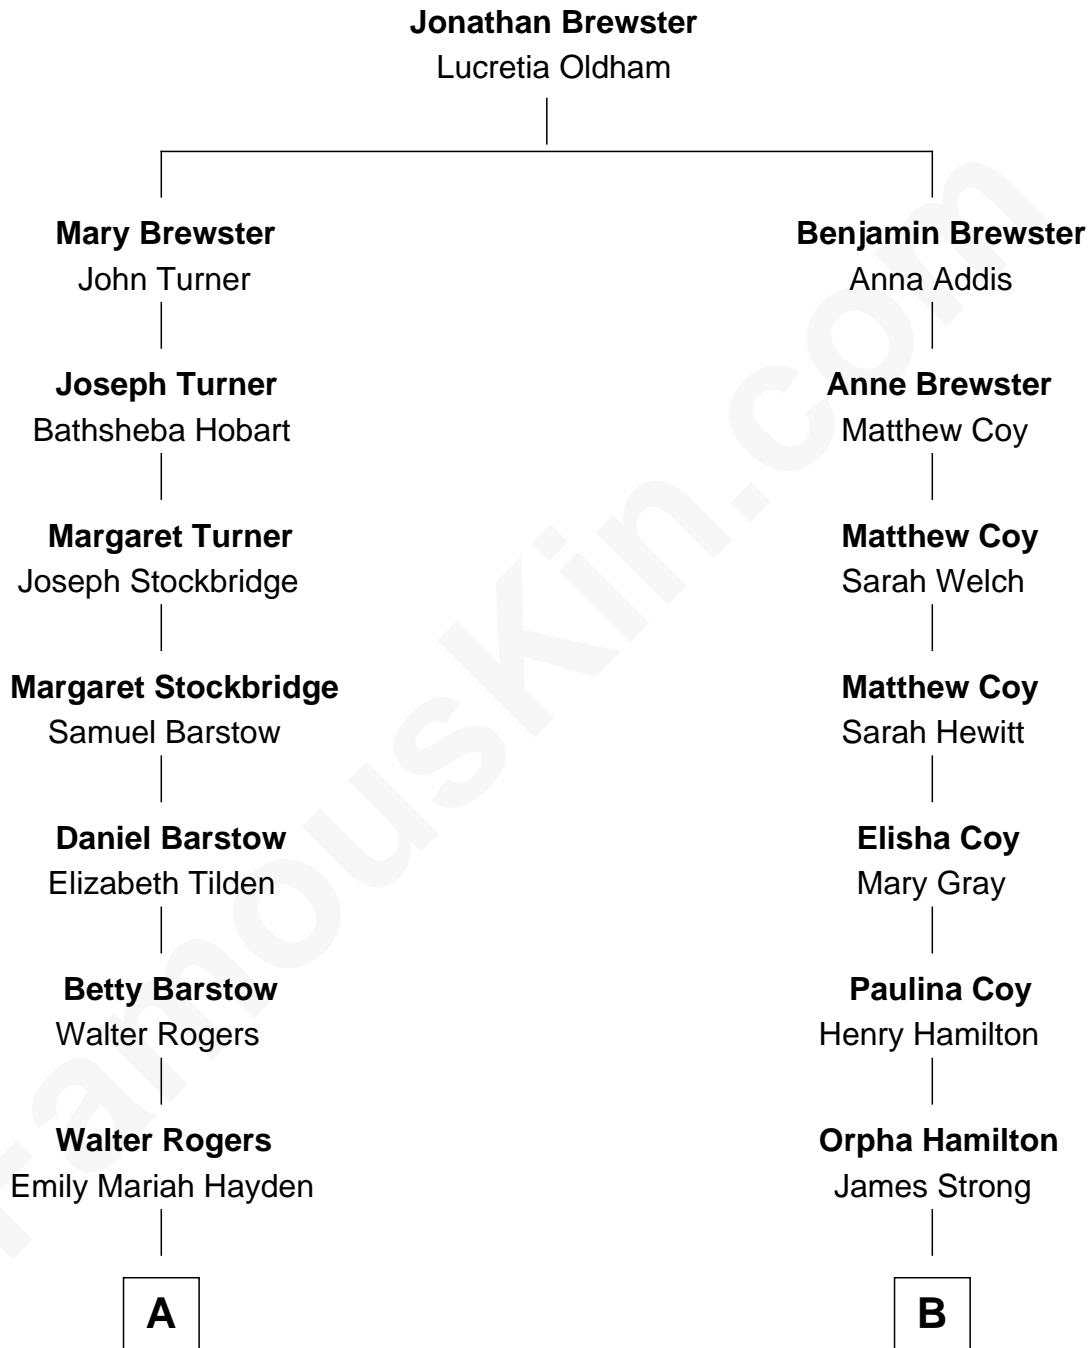 Jonathan Brewster
Lucretia Oldham
Mary Brewster
John Turner
Benjamin Brewster
Anna Addis
Joseph Turner
Bathsheba Hobart
Anne Brewster
Matthew Coy
Margaret Turner
Joseph Stockbridge
Matthew Coy
Sarah Welch
Margaret Stockbridge
Samuel Barstow
Matthew Coy
Sarah Hewitt
Daniel Barstow
Elizabeth Tilden
Elisha Coy
Mary Gray
Betty Barstow
Walter Rogers
Paulina Coy
Henry Hamilton
Walter Rogers
Emily Mariah Hayden
Orpha Hamilton
James Strong
A
B
FamousKin.com